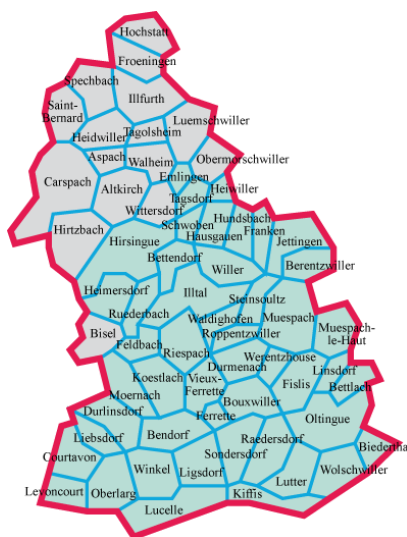 Hochstatt
Froeningen
Spechbach
Illfurth
Saint-
Bernard
Luemschwiller
Heidwiller
Tagolsheim
Aspach
Walheim
Obermorschwiller
Emlingen
Carspach
Altkirch
Heiwiller
Tagsdorf
Wittersdorf
Hirtzbach
Schwoben
Hundsbach
Hausgauen
Franken
Hirsingue
Jettingen
Bettendorf
Berentzwiller
Willer
Heimersdorf
Illtal
Steinsoultz
Ruederbach
Waldighofen
Muespach
Bisel
Roppentzwiller
Muespach-
le-Haut
Feldbach
Riespach
Werentzhouse
Durmenach
Linsdorf
Koestlach
Vieux-
Ferrette
Fislis
Bettlach
Moernach
Bouxwiller
Durlinsdorf
Ferrette
Oltingue
Liebsdorf
Bendorf
Raedersdorf
Biederthal
Courtavon
Sondersdorf
Winkel
Ligsdorf
Wolschwiller
Levoncourt
Oberlarg
Kiffis
Lutter
Lucelle